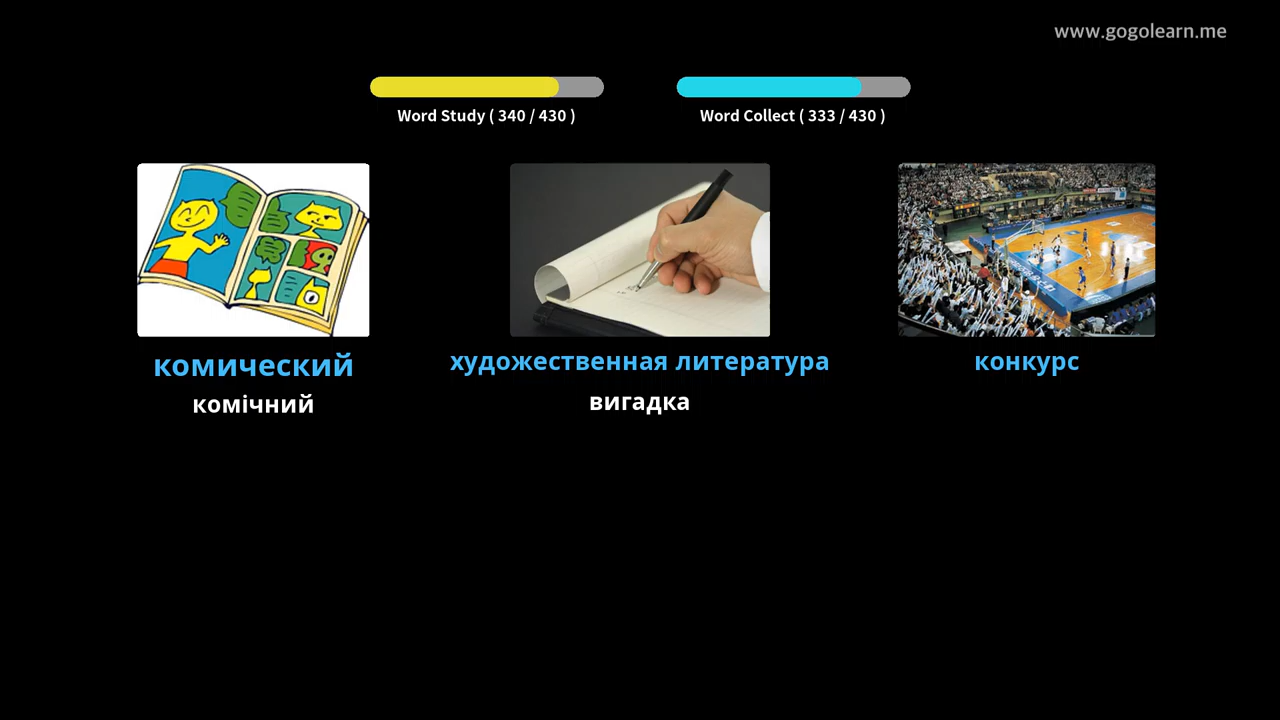 www.gogolearn.me
Word Study ( 340 / 430 )
Word Collect ( 333 / 430 )
комический
художественная литература
конкурс
комічний
вигадка